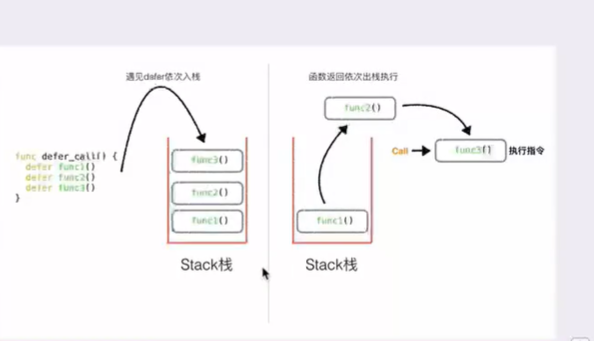 遇见defer依次入栈
func defer_call() {
defer func1()
defer func2()
defer func3()
}
func3()
func2()
func1()
Stack栈
函数返回依次出栈执行
func2()
Call
func3()
执行指令
func1()
Stack栈